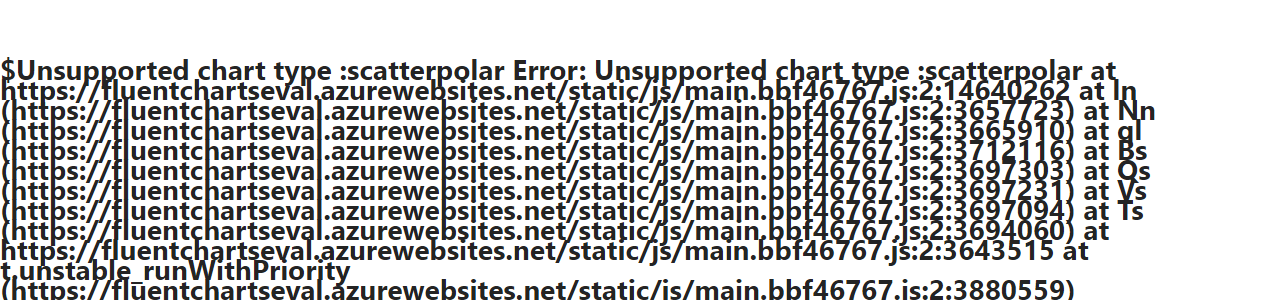 $Unsupported chart type :scatterpolar Error: Unsupported chart type :scatterpolar at
https://fluentchartseval.azurewebsites.net/static/js/main.bbf46767.js:2:14640262 at In
(https://fluentchartseval.azurewebsites.net/static/js/main.bbf46767.js:2:3657723) at Nn
(https://fluentchartseval.azurewebsites.net/static/js/main.bbf46767.js:2:3665910) at gl
(https://fluentchartseval.azurewebsites.net/static/js/main.bbf46767.js:2:3712116) at Bs
(https://fluentchartseval.azurewebsites.net/static/js/main.bbf46767.js:2:3697303) at Qs
(https://fluentchartseval.azurewebsites.net/static/js/main.bbf46767.js:2:3697231) at Vs
(https://fluentchartseval.azurewebsites.net/static/js/main.bbf46767.js:2:3697094) at Ts
(https://fluentchartseval.azurewebsites.net/static/js/main.bbf46767.js:2:3694060) at
https://fluentchartseval.azurewebsites.net/static/js/main.bbf46767.js:2:3643515 at
t.unstable_runWithPriority
(https://fluentchartseval.azurewebsites.net/static/js/main.bbf46767.js:2:3880559)